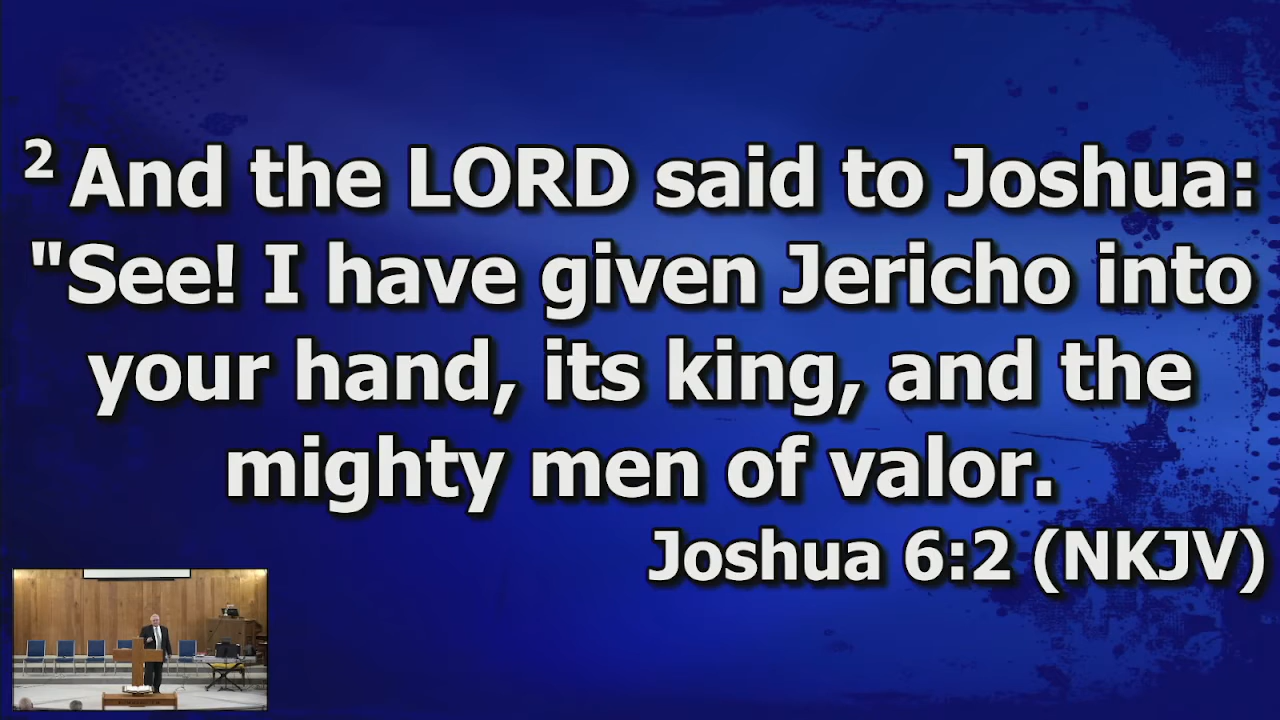 2 And the LORD said to Joshua:
"See! I have given Jericho into
your hand, its king, and the
mighty men of valor.
Joshua 6:2 (NKJV)